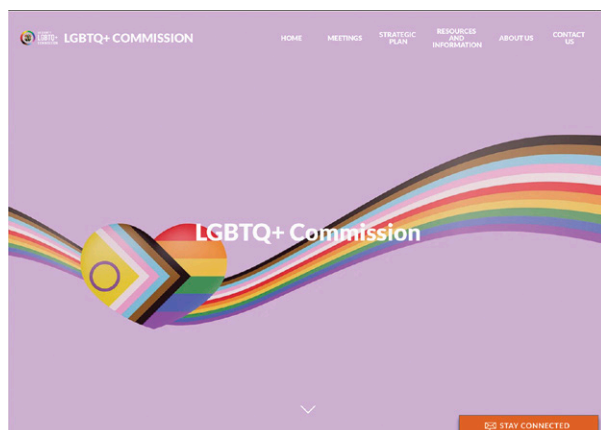 LGBTQ+ COMMISSION
HOME
MEETINGS
STRATEGIC
PLAN
RESOURCES
AND
INFORMATION
ABOUT US
CONTACT
US
LGBTQ+ Commission
STAY CONNECTED